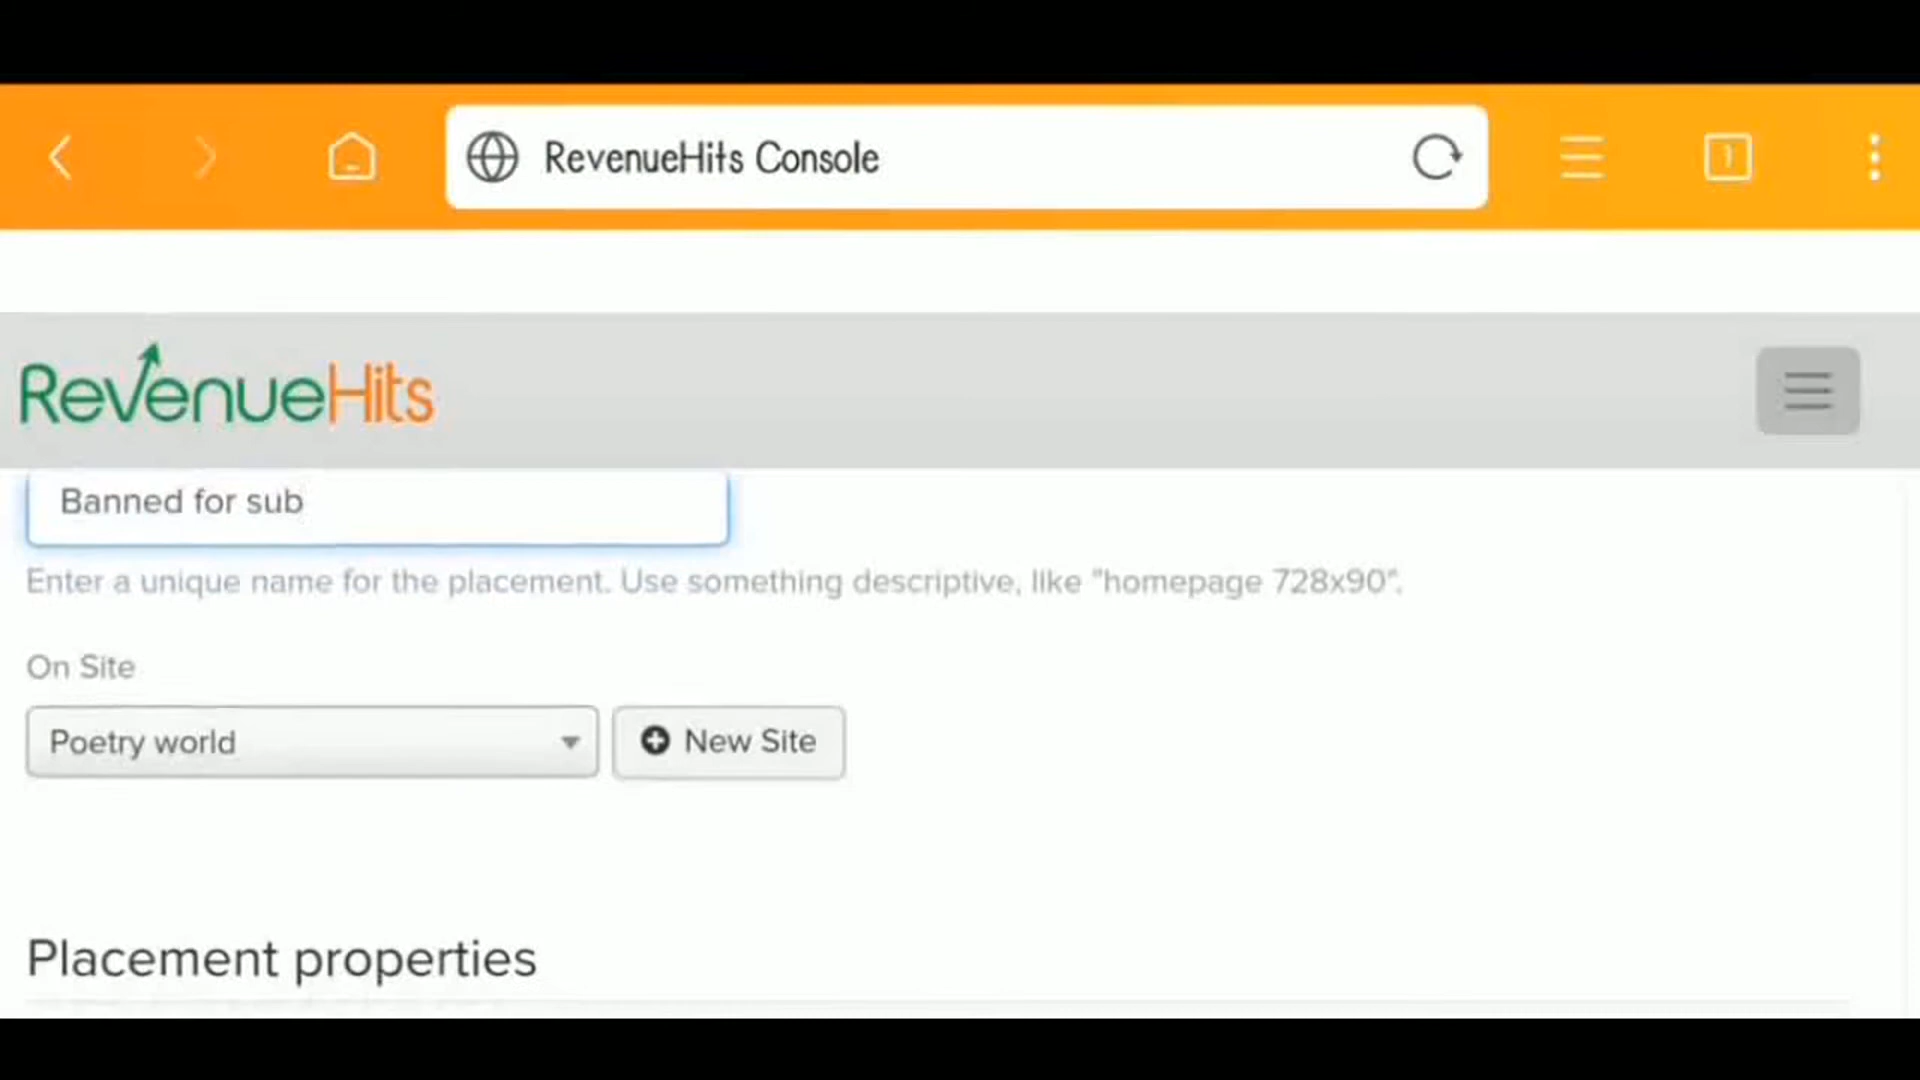 RevenueHits Console
1
RevenueHits
Banned for sub
Enter a unique name for the placement. Use something descriptive, like "homepage 728x90".
On Site
Poetry world
New Site
Placement properties